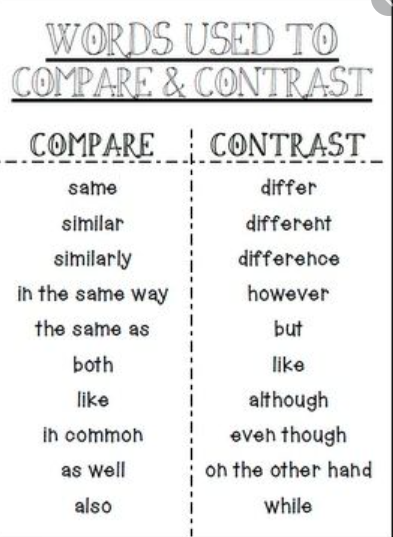 WORDS USED TO
COMPARE & CONTRAST
COMPARE CONTRAST
same differ
similar different
similarly difference
in the same way however
the same as but
both like
like although
in common even though
as well on the other hand
also while